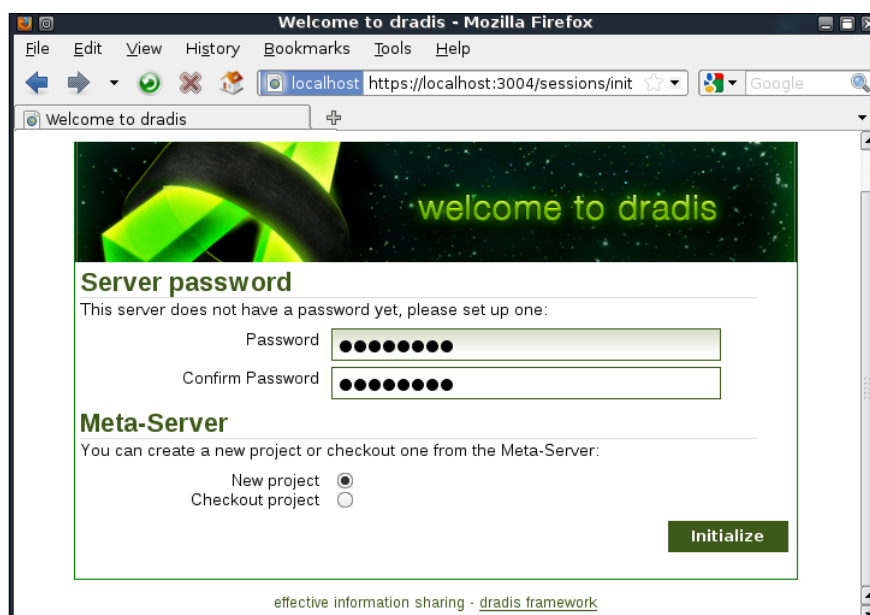 Welcome to dradis - Mozilla Firefox
File Edit View History Bookmarks Tools Help
localhost https://localhost:3004/sessions/init Google
Welcome to dradis
welcome to dradis
Server password
This server does not have a password yet, please set up one:
Password ●●●●●●●●
Confirm Password ●●●●●●●●
Meta-Server
You can create a new project or checkout one from the Meta-Server:
New project
Checkout project
Initialize
effective information sharing - dradis framework